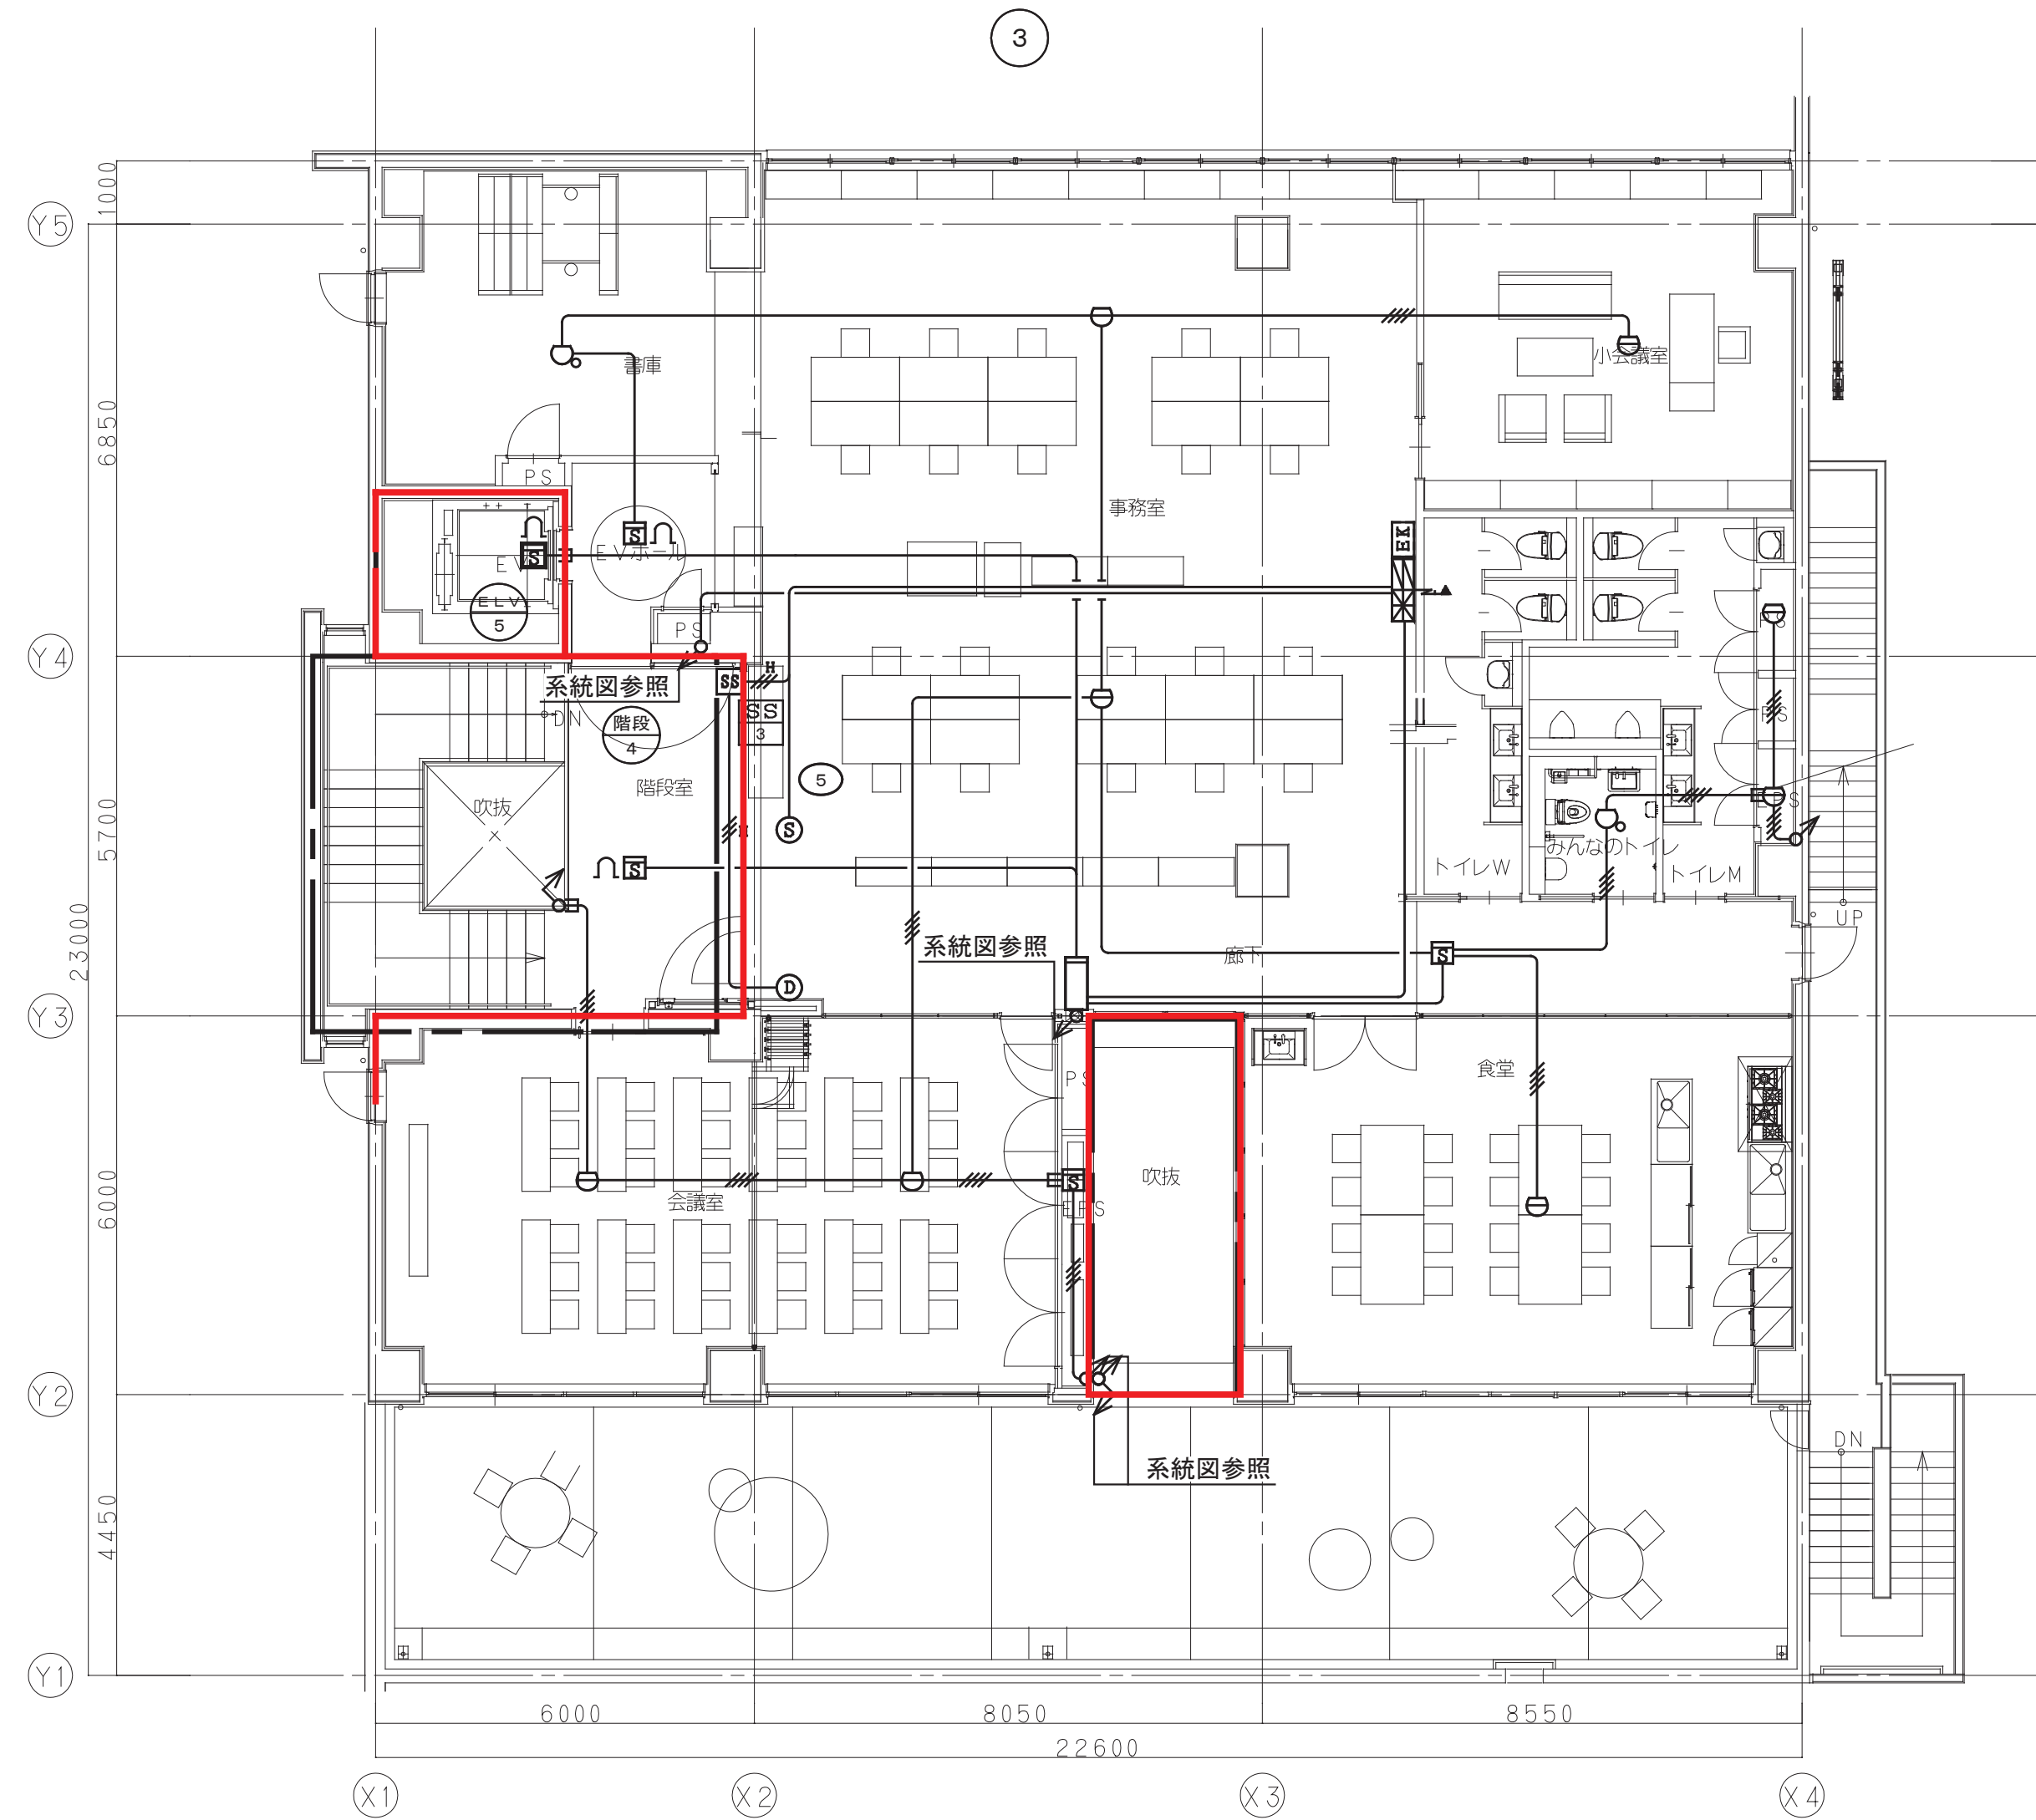 3
1000
Y5
書庫
小会議室
6850
PS
事務室
EK
S
S
EVホール
EV
ELV
5
PS
PS
Y4
系統図参照
SS
H
DN
階段
4
SS
3
PS
5
階段室
吹抜
EPS
5700
H
S
みんなのトイレ
トイレW
トイレM
S
UP
23000
系統図参照
廊下
S
D
Y3
食堂
PS
吹抜
S
6000
会議室
EPS
Y2
DN
系統図参照
4450
Y1
6000
8050
8550
22600
X1
X2
X3
X4